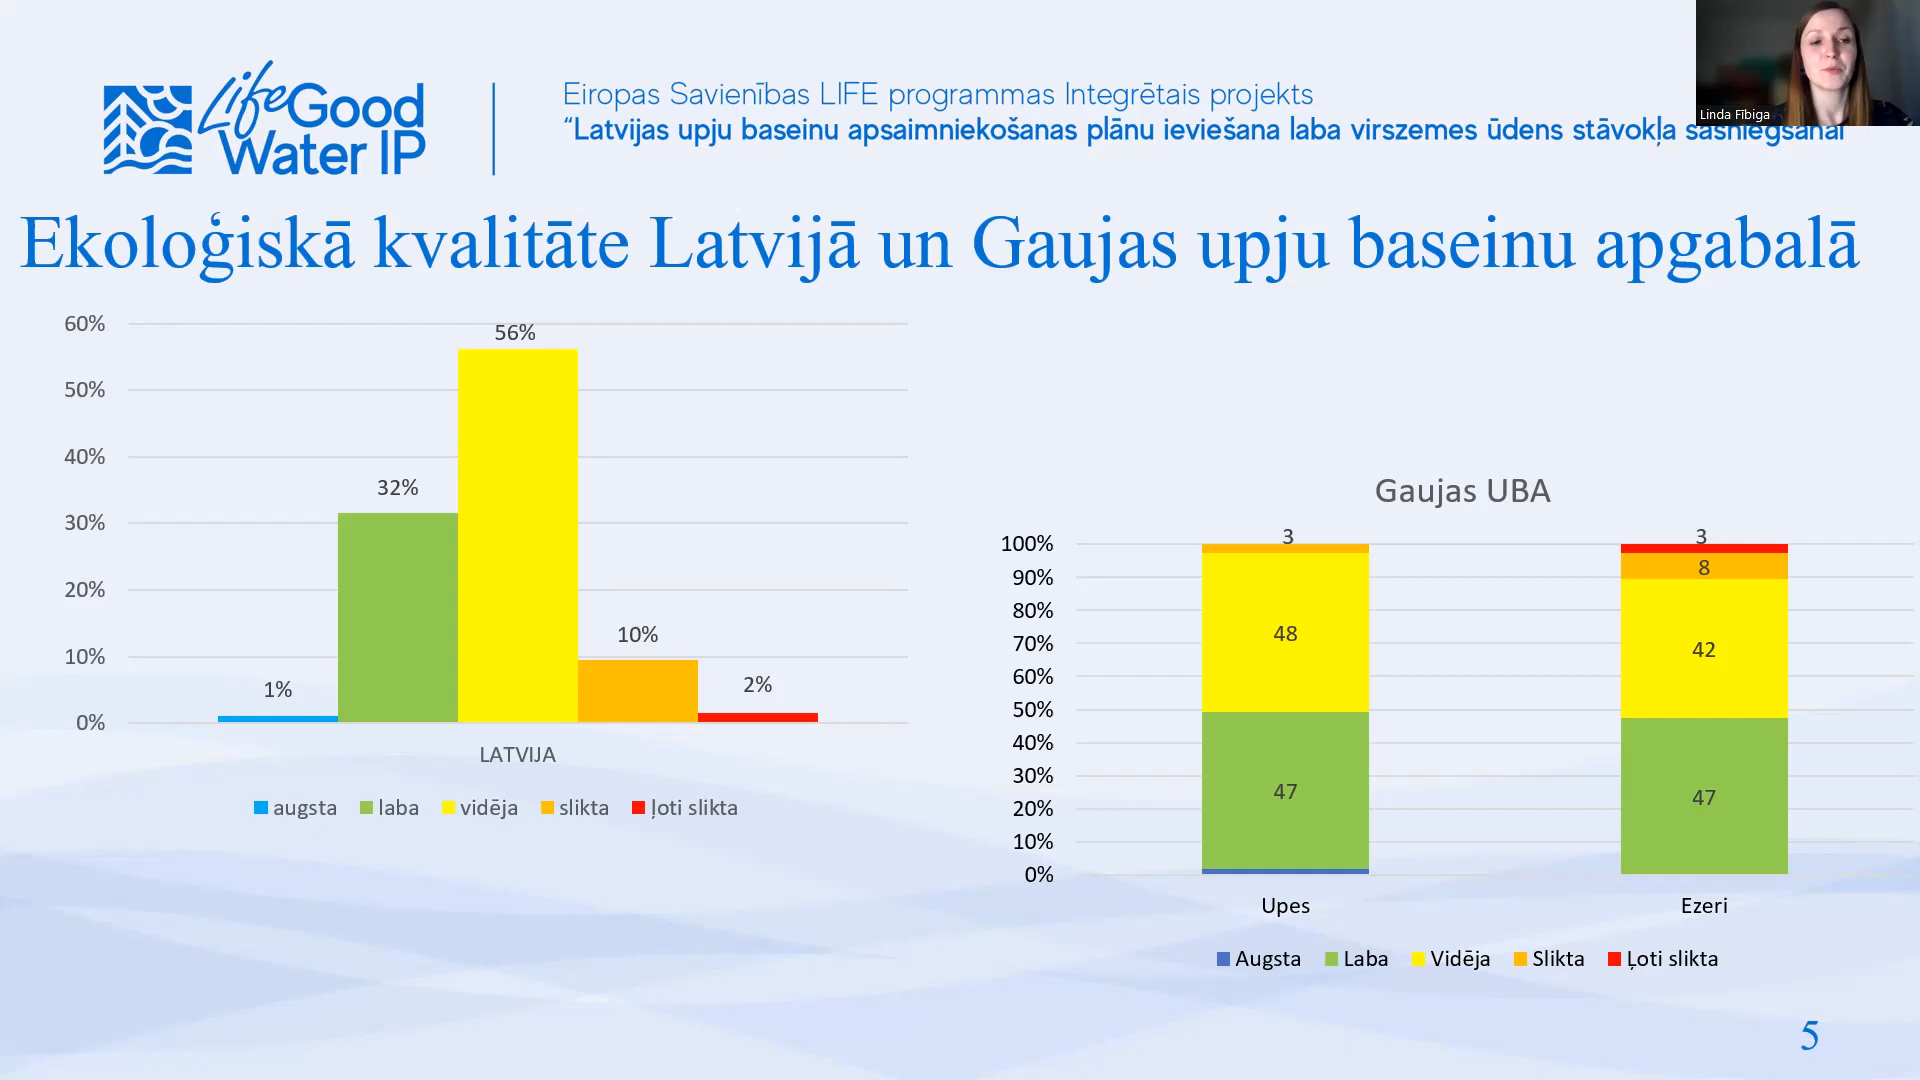 Life Good
Water IP
Eiropas Savienības LIFE programmas Integrētais projekts
“Latvijas upju baseinu apsaimniekošanas plānu ieviešana laba virszemes ūdens stāvokļa sasniegšanai
Linda Fībiga
Ekoloģiskā kvalitāte Latvijā un Gaujas upju baseinu apgabalā
60%
50%
40%
30%
20%
10%
0%
1%
32%
56%
10%
2%
LATVIJA
augsta laba vidēja slikta ļoti slikta
Gaujas UBA
100%
90%
80%
70%
60%
50%
40%
30%
20%
10%
0%
3
48
47
3
8
42
47
Upes Ezeri
Augsta Laba Vidēja Slikta Ļoti slikta
5